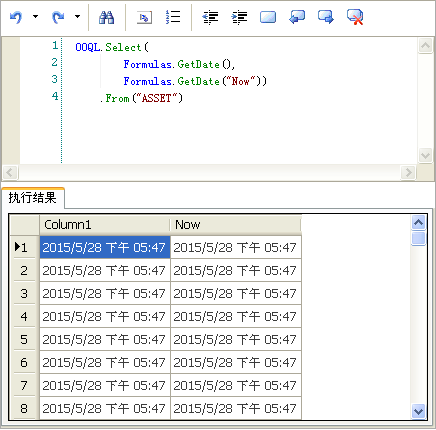 1 OOQL.Select(
2 Formulas.GetDate(),
3 Formulas.GetDate("Now"))
4 .From("ASSET")
执行结果
Column1 Now
1 2015/5/28 下午 05:47 2015/5/28 下午 05:47
2 2015/5/28 下午 05:47 2015/5/28 下午 05:47
3 2015/5/28 下午 05:47 2015/5/28 下午 05:47
4 2015/5/28 下午 05:47 2015/5/28 下午 05:47
5 2015/5/28 下午 05:47 2015/5/28 下午 05:47
6 2015/5/28 下午 05:47 2015/5/28 下午 05:47
7 2015/5/28 下午 05:47 2015/5/28 下午 05:47
8 2015/5/28 下午 05:47 2015/5/28 下午 05:47